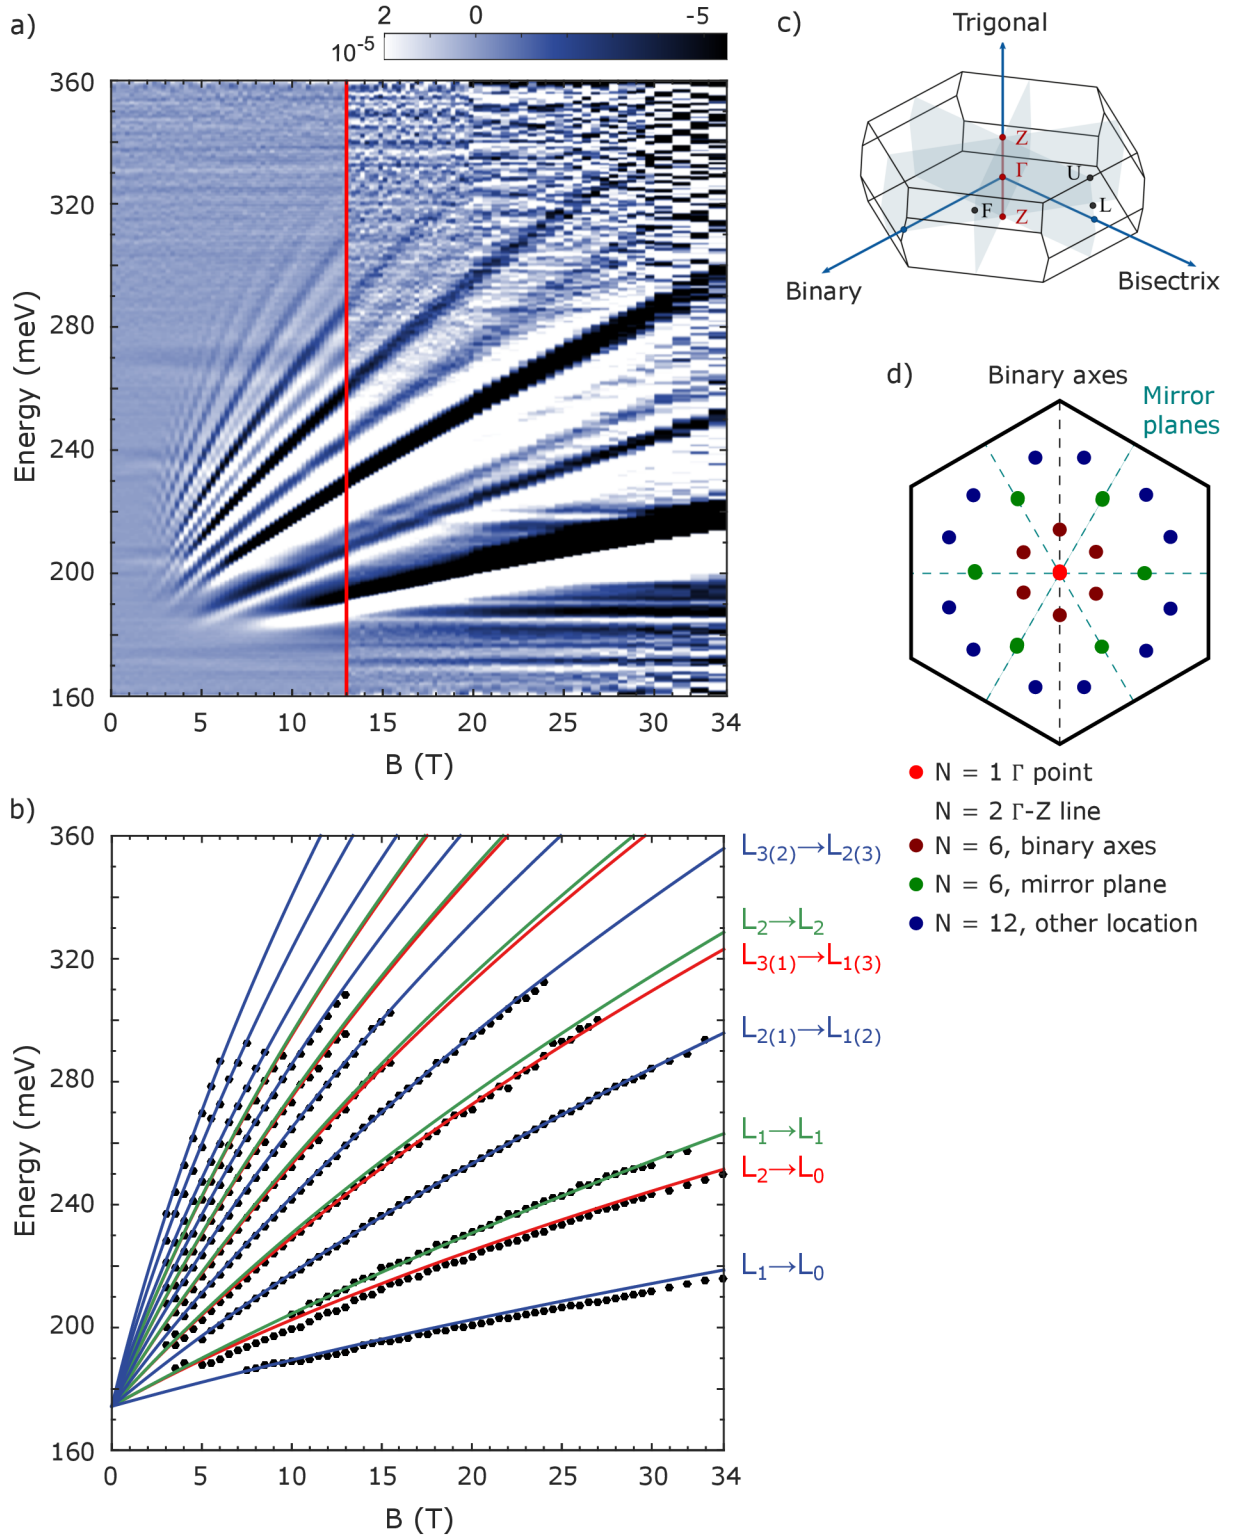 a)
2 0 -5
10-5
360
320
280
240
200
160
Energy (meV)
0 5 10 15 20 25 30 34
B (T)
c)
Trigonal
Z
Γ
U
F
L
Z
Binary
Bisectrix
d)
Binary axes
Mirror
planes
N = 1 Γ point
N = 2 Γ-Z line
N = 6, binary axes
N = 6, mirror plane
N = 12, other location
b)
360
320
280
240
200
160
Energy (meV)
0 5 10 15 20 25 30 34
B (T)
L3(2)→L2(3)
L2→L2
L3(1)→L1(3)
L2(1)→L1(2)
L1→L1
L2→L0
L1→L0